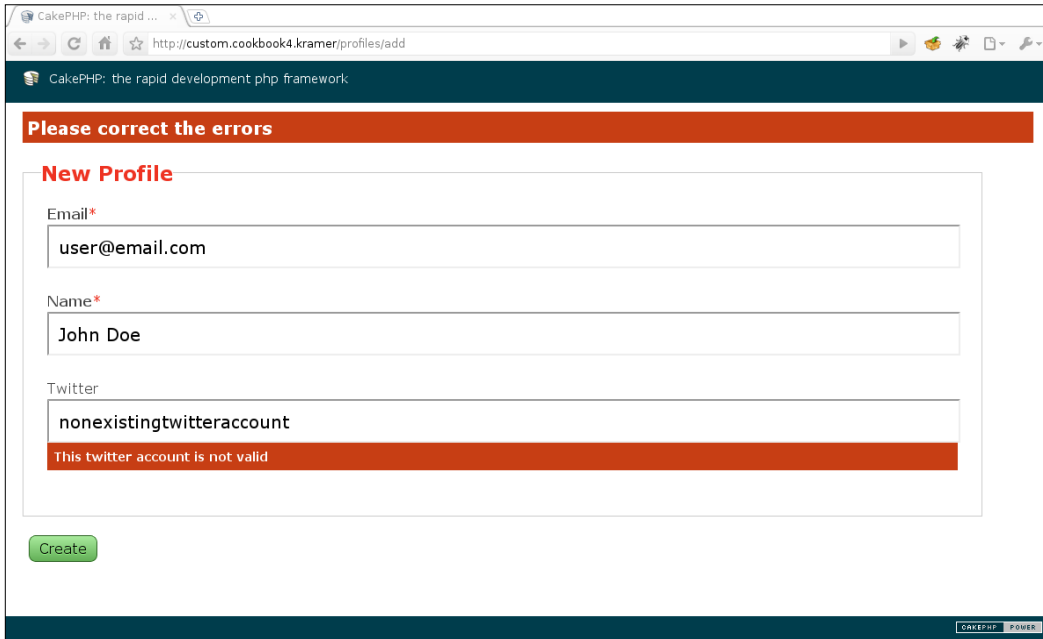 CakePHP: the rapid ...
http://custom.cookbook4.kramer/profiles/add
CakePHP: the rapid development php framework
Please correct the errors
New Profile
Email*
user@email.com
Name*
John Doe
Twitter
nonexistingtwitteraccount
This twitter account is not valid
Create
CAKEPHP POWER